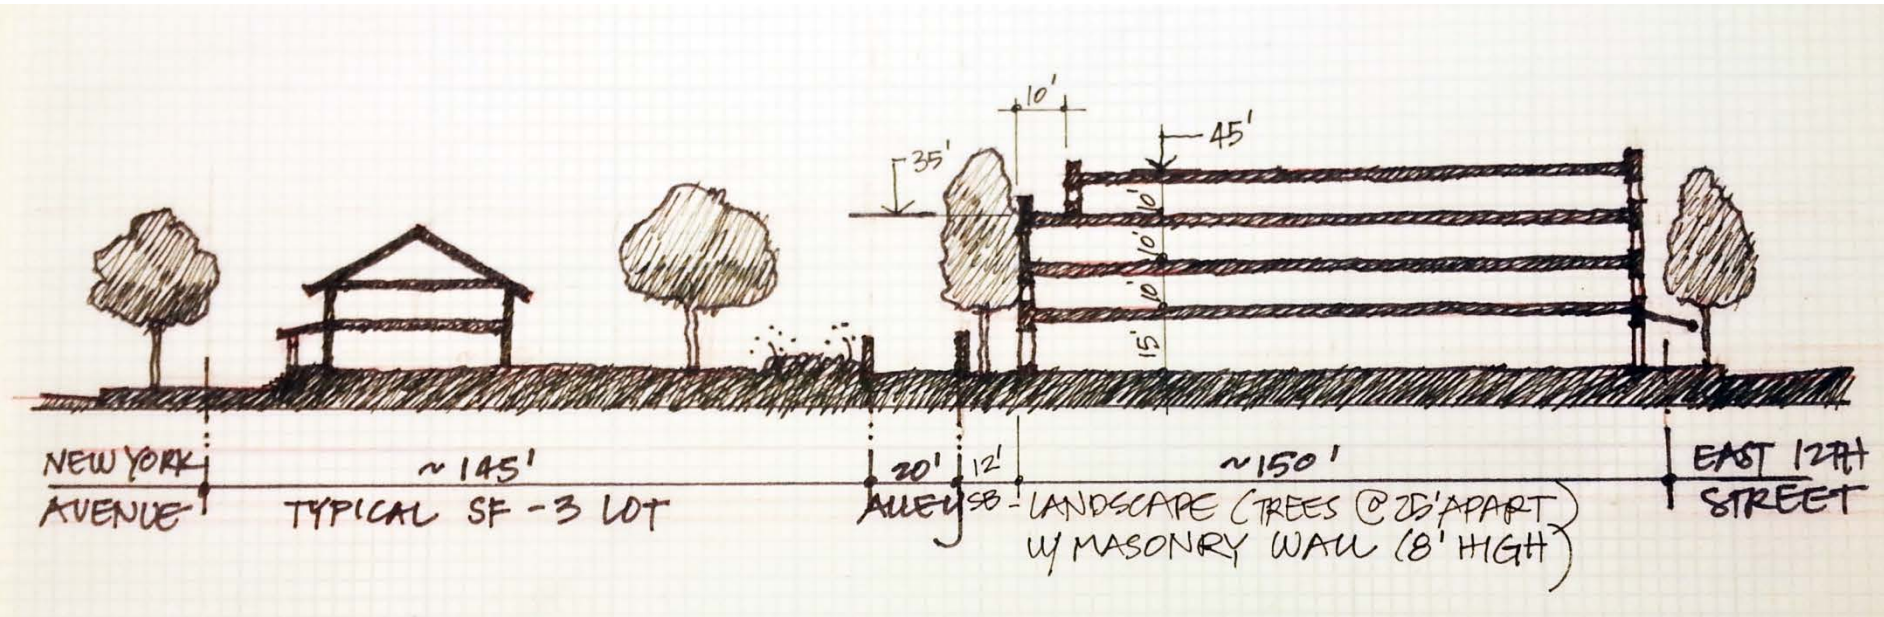 10'
45'
35'
10'
10'
10'
15'
NEW YORK
AVENUE
~145'
TYPICAL SF-3 LOT
20'
ALLEY
12'
SB - LANDSCAPE (TREES @ 25' APART)
W/ MASONRY WALL (8' HIGH)
~150'
EAST 12TH
STREET